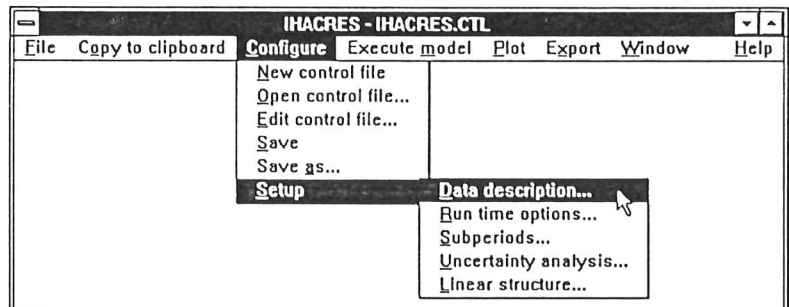 IHACRES - IHACRES.CTL
File Copy to clipboard Configure Execute model Plot Export Window Help
New control file
Open control file...
Edit control file...
Save
Save as...
Setup
Data description...
Run time options...
Subperiods...
Uncertainty analysis...
Linear structure...